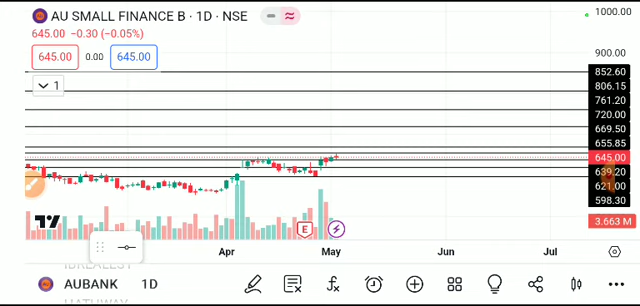 AU SMALL FINANCE B · 1D · NSE
645.00 −0.30 (−0.05%)
645.00 0.00 645.00
1
1000.00
900.00
852.60
806.15
761.20
720.00
669.50
655.85
645.00
639.20
621.00
598.30
3.663 M
E
Apr May Jun Jul
AUBANK 1D